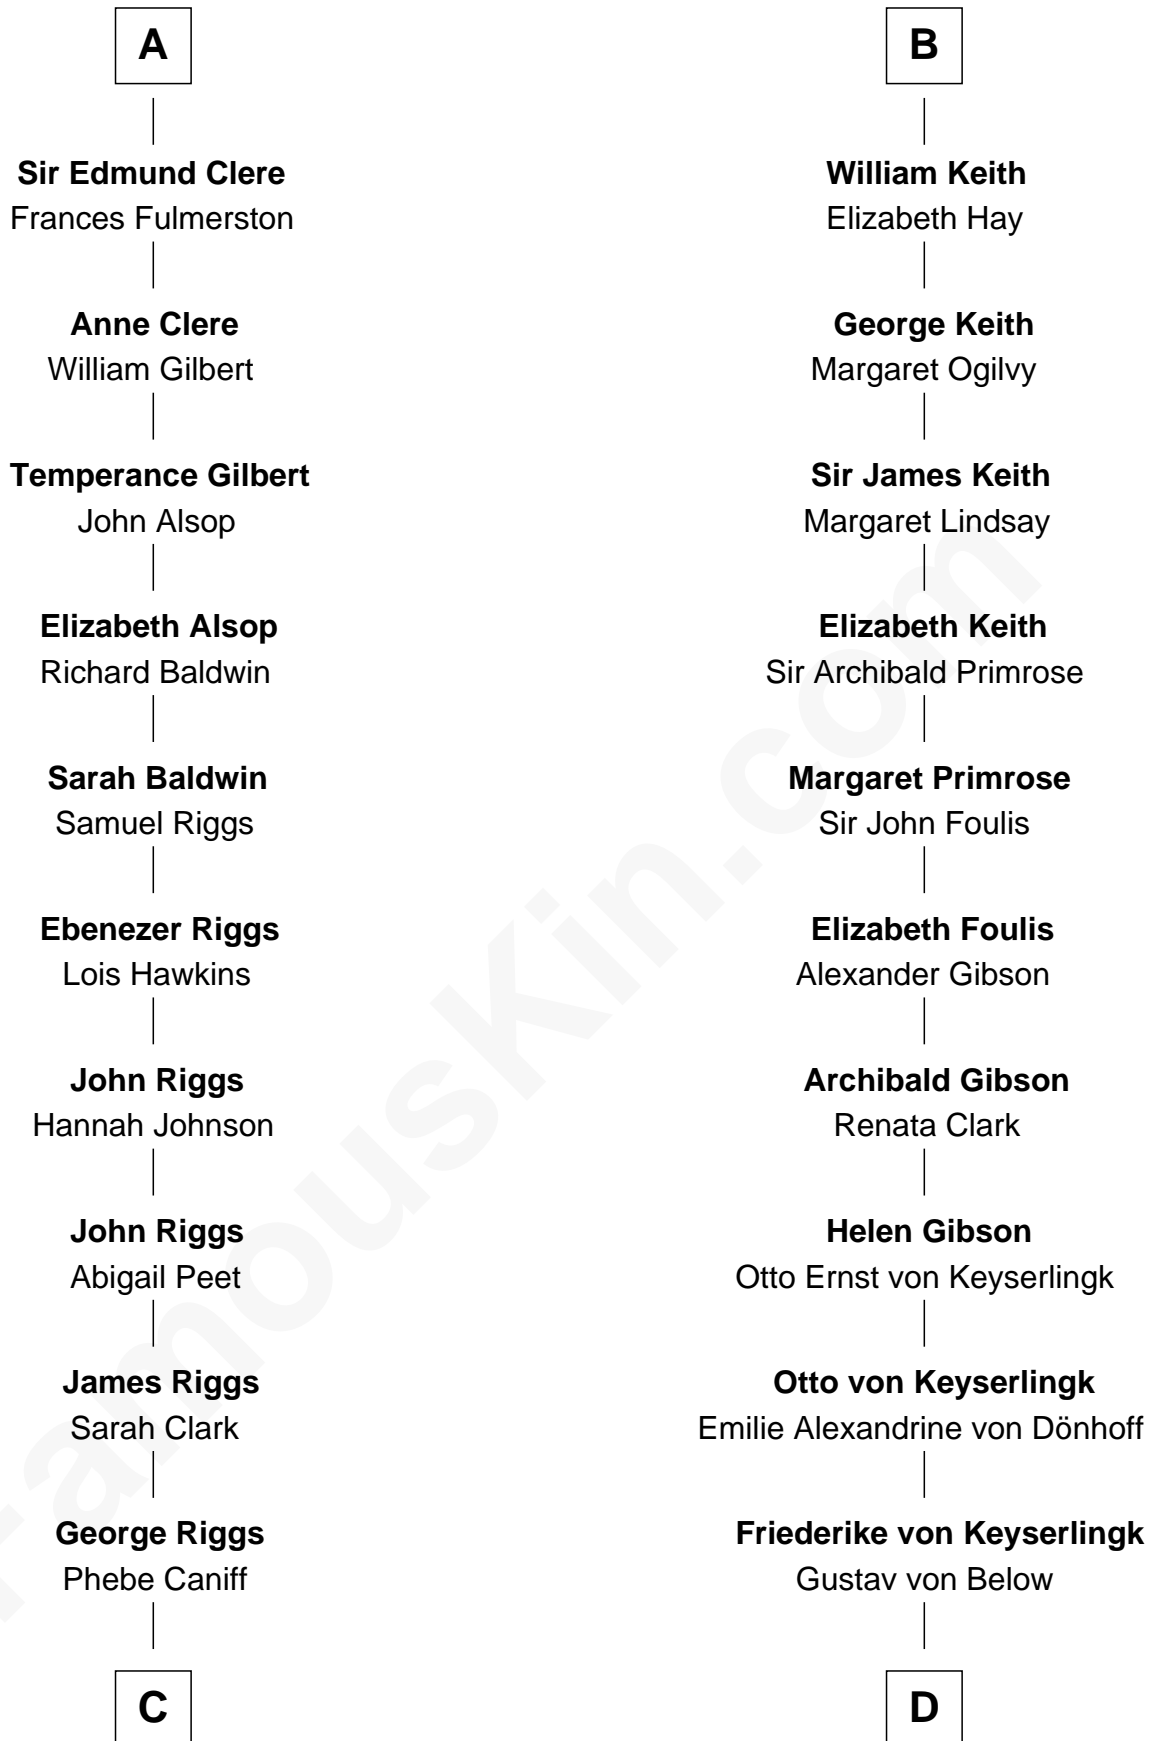 A
Sir Edmund Clere
Frances Fulmerston
Anne Clere
William Gilbert
Temperance Gilbert
John Alsop
Elizabeth Alsop
Richard Baldwin
Sarah Baldwin
Samuel Riggs
Ebenezer Riggs
Lois Hawkins
John Riggs
Hannah Johnson
John Riggs
Abigail Peet
James Riggs
Sarah Clark
George Riggs
Phebe Caniff
C
B
William Keith
Elizabeth Hay
George Keith
Margaret Ogilvy
Sir James Keith
Margaret Lindsay
Elizabeth Keith
Sir Archibald Primrose
Margaret Primrose
Sir John Foulis
Elizabeth Foulis
Alexander Gibson
Archibald Gibson
Renata Clark
Helen Gibson
Otto Ernst von Keyserlingk
Otto von Keyserlingk
Emilie Alexandrine von Dönhoff
Friederike von Keyserlingk
Gustav von Below
D
FamousKin.com